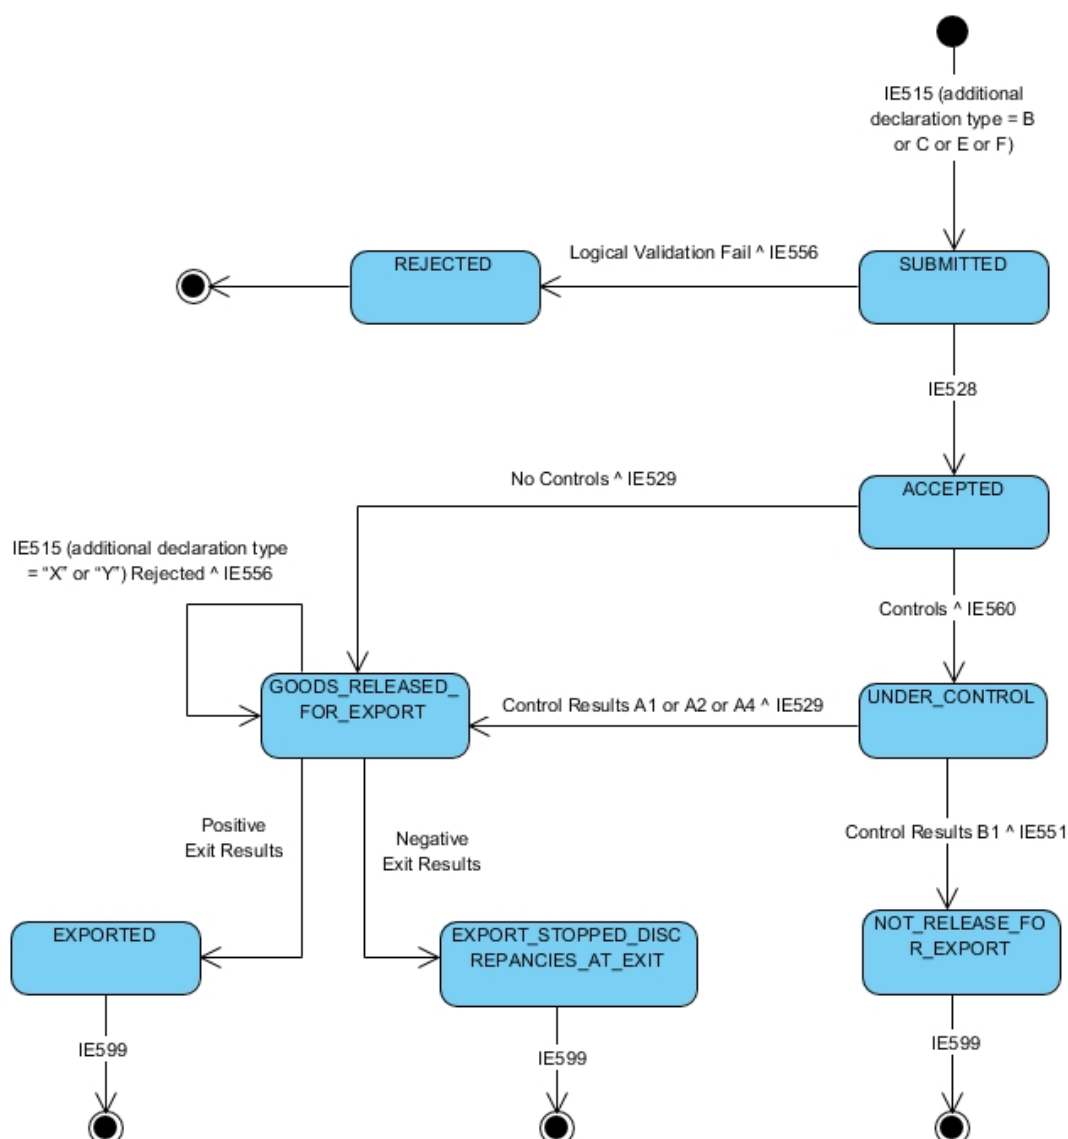 IE515 (additional
declaration type = B
or C or E or F)
Logical Validation Fail ^ IE556
REJECTED
SUBMITTED
IE528
No Controls ^ IE529
ACCEPTED
IE515 (additional declaration type
= “X” or “Y”) Rejected ^ IE556
Controls ^ IE560
GOODS_RELEASED_
FOR_EXPORT
Control Results A1 or A2 or A4 ^ IE529
UNDER_CONTROL
Positive
Exit Results
Negative
Exit Results
Control Results B1 ^ IE551
EXPORTED
EXPORT_STOPPED_DISC
REPANCIES_AT_EXIT
NOT_RELEASE_FO
R_EXPORT
IE599
IE599
IE599